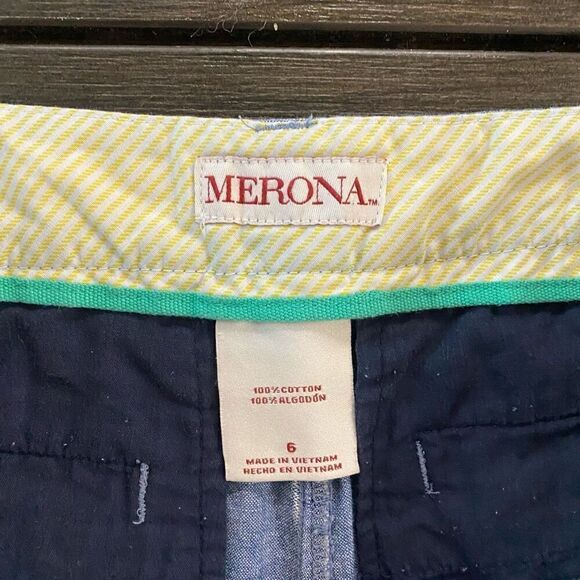 MERONA™
100% COTTON
100% ALGODÓN
6
MADE IN VIETNAM
HECHO EN VIETNAM